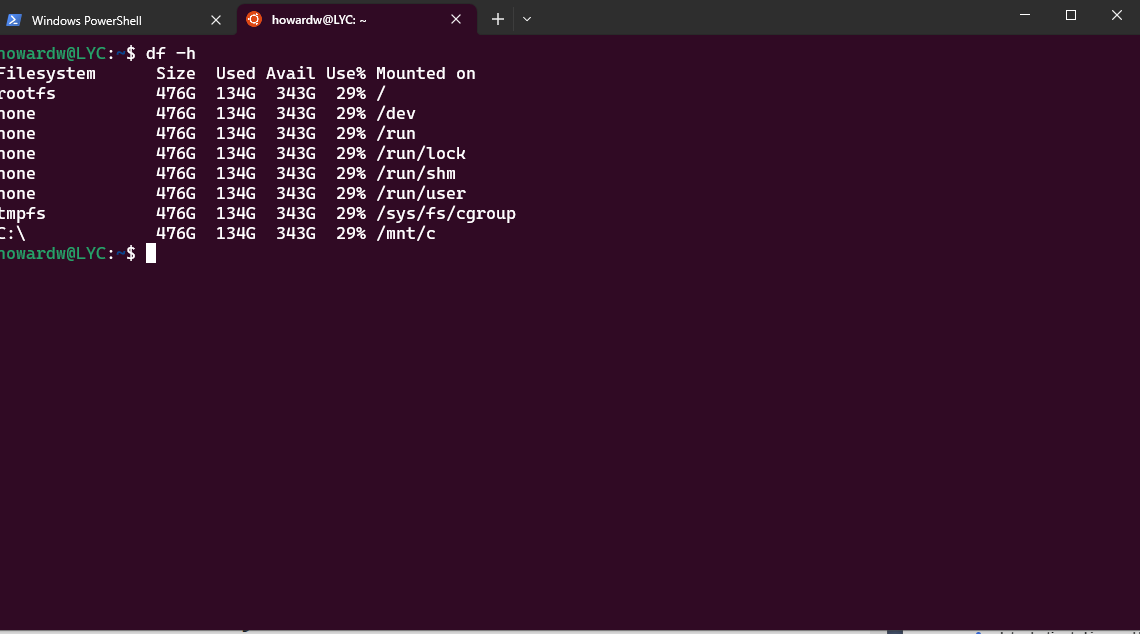 Windows PowerShell
howardw@LYC: ~
howardw@LYC:~$ df -h
Filesystem Size Used Avail Use% Mounted on
rootfs 476G 134G 343G 29% /
none 476G 134G 343G 29% /dev
none 476G 134G 343G 29% /run
none 476G 134G 343G 29% /run/lock
none 476G 134G 343G 29% /run/shm
none 476G 134G 343G 29% /run/user
tmpfs 476G 134G 343G 29% /sys/fs/cgroup
C:\ 476G 134G 343G 29% /mnt/c
howardw@LYC:~$